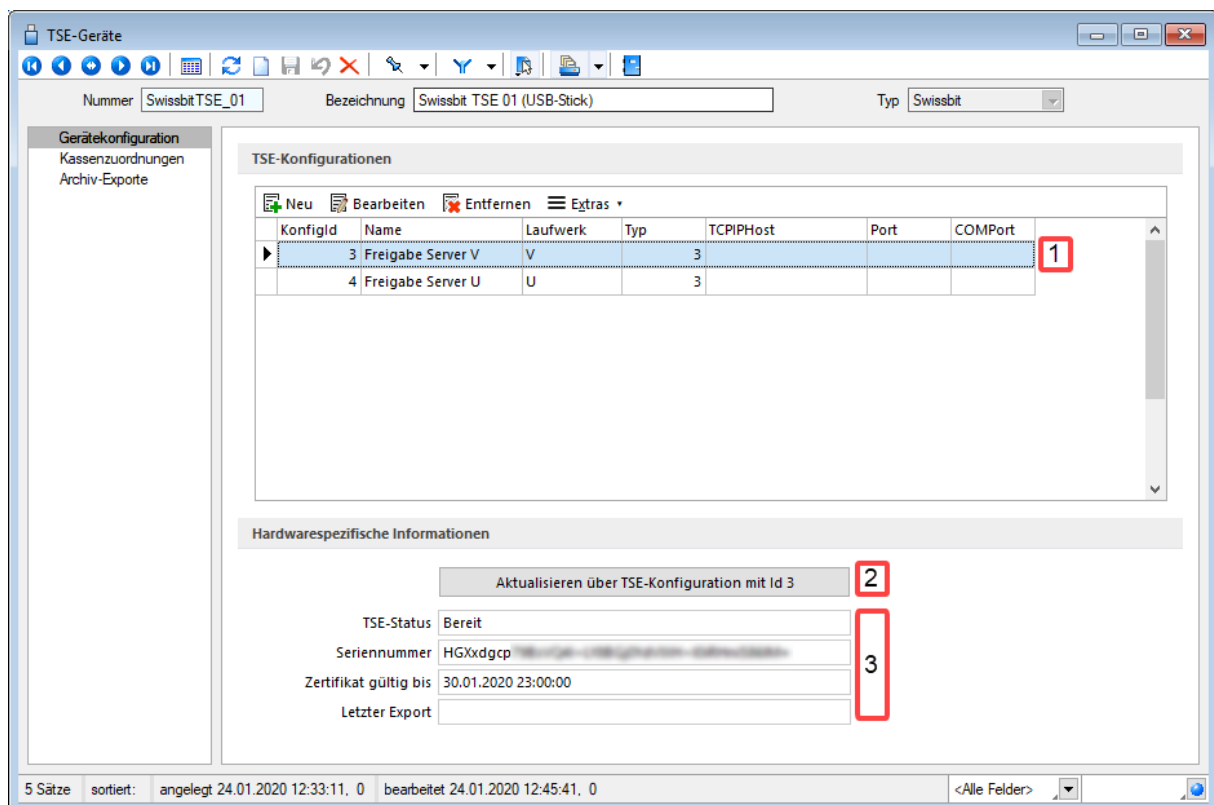 TSE-Geräte
Nummer SwissbitTSE_01 Bezeichnung Swissbit TSE 01 (USB-Stick) Typ Swissbit
Gerätekonfiguration
Kassenzuordnungen
Archiv-Exporte
TSE-Konfigurationen
Neu Bearbeiten Entfernen Extras
KonfigId Name Laufwerk Typ TCPIPHost Port COMPort
3 Freigabe Server V V 3
1
4 Freigabe Server U U 3
Hardwarespezifische Informationen
Aktualisieren über TSE-Konfiguration mit Id 3 2
TSE-Status Bereit
Seriennummer HGXxdgcp
3
Zertifikat gültig bis 30.01.2020 23:00:00
Letzter Export
5 Sätze sortiert: angelegt 24.01.2020 12:33:11, 0 bearbeitet 24.01.2020 12:45:41, 0 <Alle Felder>